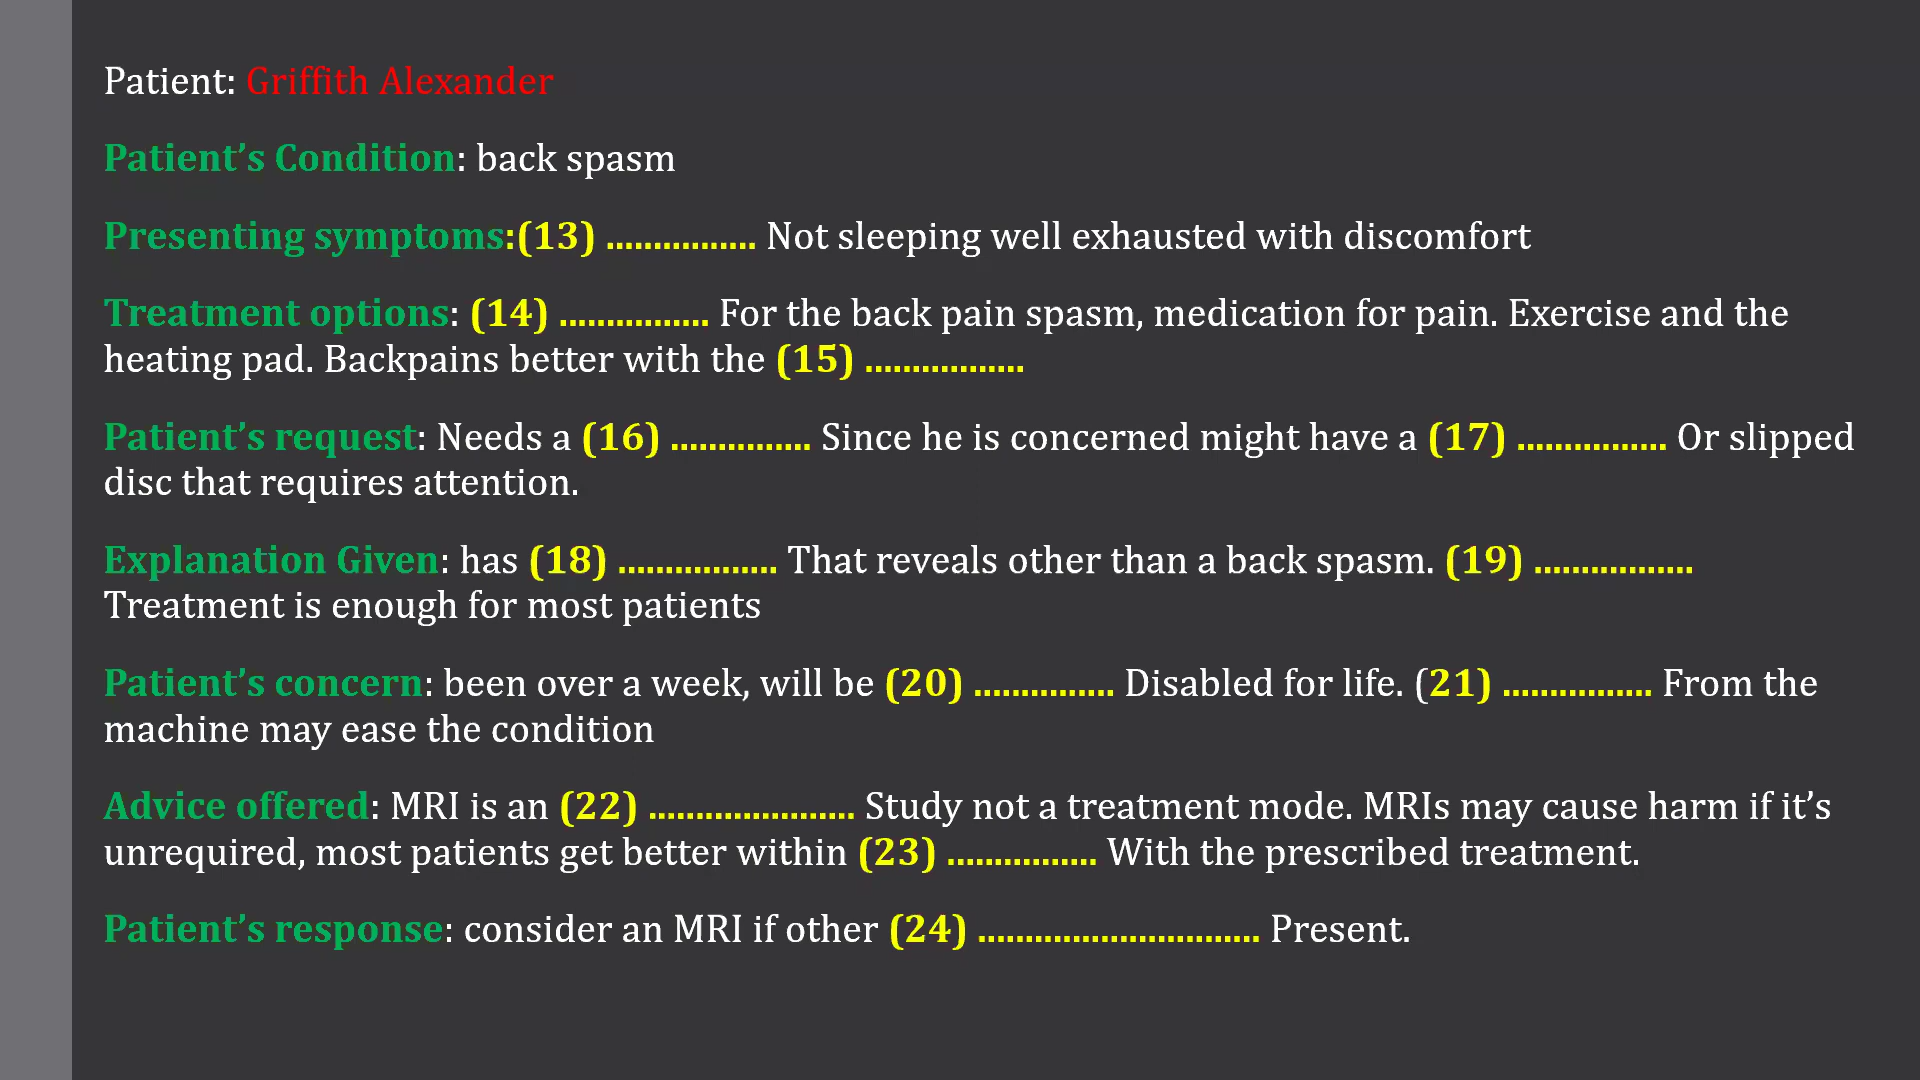 Patient: Griffith Alexander
Patient’s Condition: back spasm
Presenting symptoms:(13) ................ Not sleeping well exhausted with discomfort
Treatment options: (14) ................ For the back pain spasm, medication for pain. Exercise and the
heating pad. Backpains better with the (15) .................
Patient’s request: Needs a (16) ............... Since he is concerned might have a (17) ................ Or slipped
disc that requires attention.
Explanation Given: has (18) ................. That reveals other than a back spasm. (19) .................
Treatment is enough for most patients
Patient’s concern: been over a week, will be (20) ............... Disabled for life. (21) ................ From the
machine may ease the condition
Advice offered: MRI is an (22) ...................... Study not a treatment mode. MRIs may cause harm if it’s
unrequired, most patients get better within (23) ................ With the prescribed treatment.
Patient’s response: consider an MRI if other (24) .............................. Present.